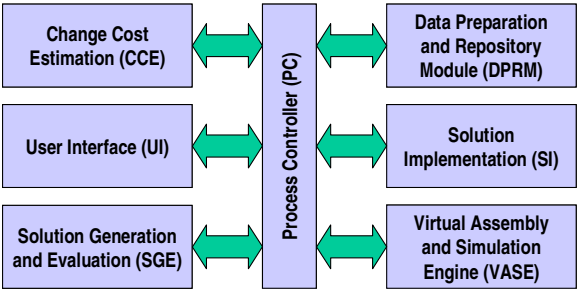 Change Cost
Estimation (CCE)
User Interface (UI)
Solution Generation
and Evaluation (SGE)
Process Controller (PC)
Data Preparation
and Repository
Module (DPRM)
Solution
Implementation (SI)
Virtual Assembly
and Simulation
Engine (VASE)